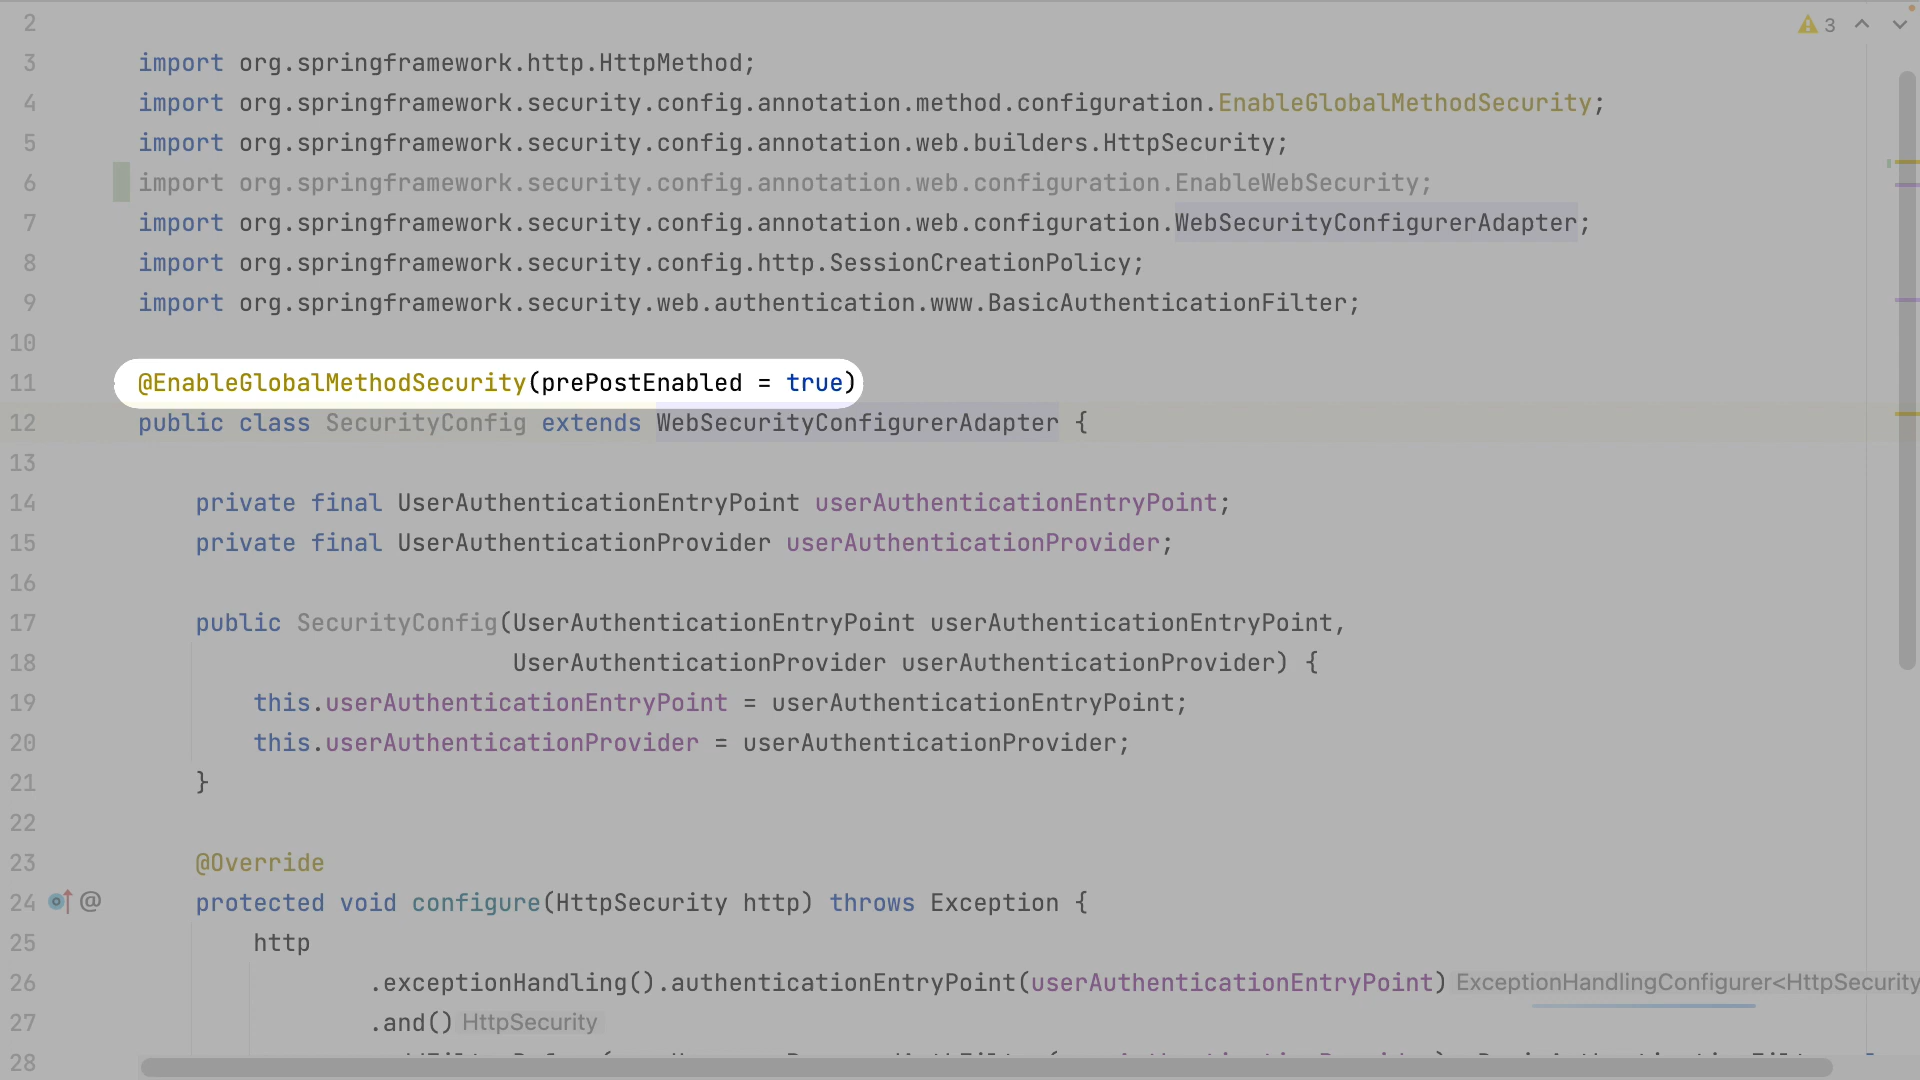 2
3
import org.springframework.http.HttpMethod;
4
import org.springframework.security.config.annotation.method.configuration.EnableGlobalMethodSecurity;
5
import org.springframework.security.config.annotation.web.builders.HttpSecurity;
6
import org.springframework.security.config.annotation.web.configuration.EnableWebSecurity;
7
import org.springframework.security.config.annotation.web.configuration.WebSecurityConfigurerAdapter;
8
import org.springframework.security.config.http.SessionCreationPolicy;
9
import org.springframework.security.web.authentication.www.BasicAuthenticationFilter;
10
11
@EnableGlobalMethodSecurity(prePostEnabled = true)
12
public class SecurityConfig extends WebSecurityConfigurerAdapter {
13
14
private final UserAuthenticationEntryPoint userAuthenticationEntryPoint;
15
private final UserAuthenticationProvider userAuthenticationProvider;
16
17
public SecurityConfig(UserAuthenticationEntryPoint userAuthenticationEntryPoint,
18
UserAuthenticationProvider userAuthenticationProvider) {
19
this.userAuthenticationEntryPoint = userAuthenticationEntryPoint;
20
this.userAuthenticationProvider = userAuthenticationProvider;
21
}
22
23
@Override
24 @
protected void configure(HttpSecurity http) throws Exception {
25
http
26
.exceptionHandling().authenticationEntryPoint(userAuthenticationEntryPoint) ExceptionHandlingConfigurer<HttpSecurity
27
.and() HttpSecurity
28
3